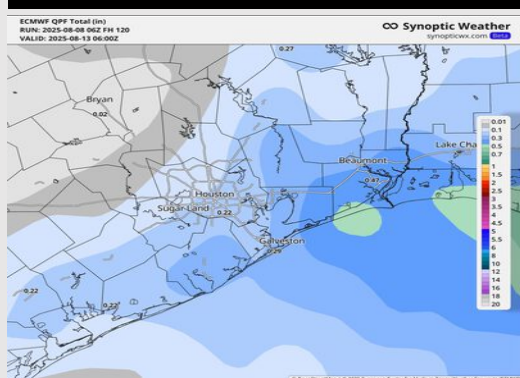 ECMWF QPF Total (in)
RUN: 2025-08-08 06Z FH 120
VALID: 2025-08-13 06:00Z
Synoptic Weather
synopticwx.com Beta
0.27
Bryan
0.02
Beaumont
0.47
Lake Cha
Houston
Sugar Land
0.22
Galveston
0.29
0.22
0.22
0.01
0.1
0.3
0.5
0.7
1
1.5
2
2.5
3
3.5
4
4.5
5
5.5
6
8
10
12
14
16
18
20